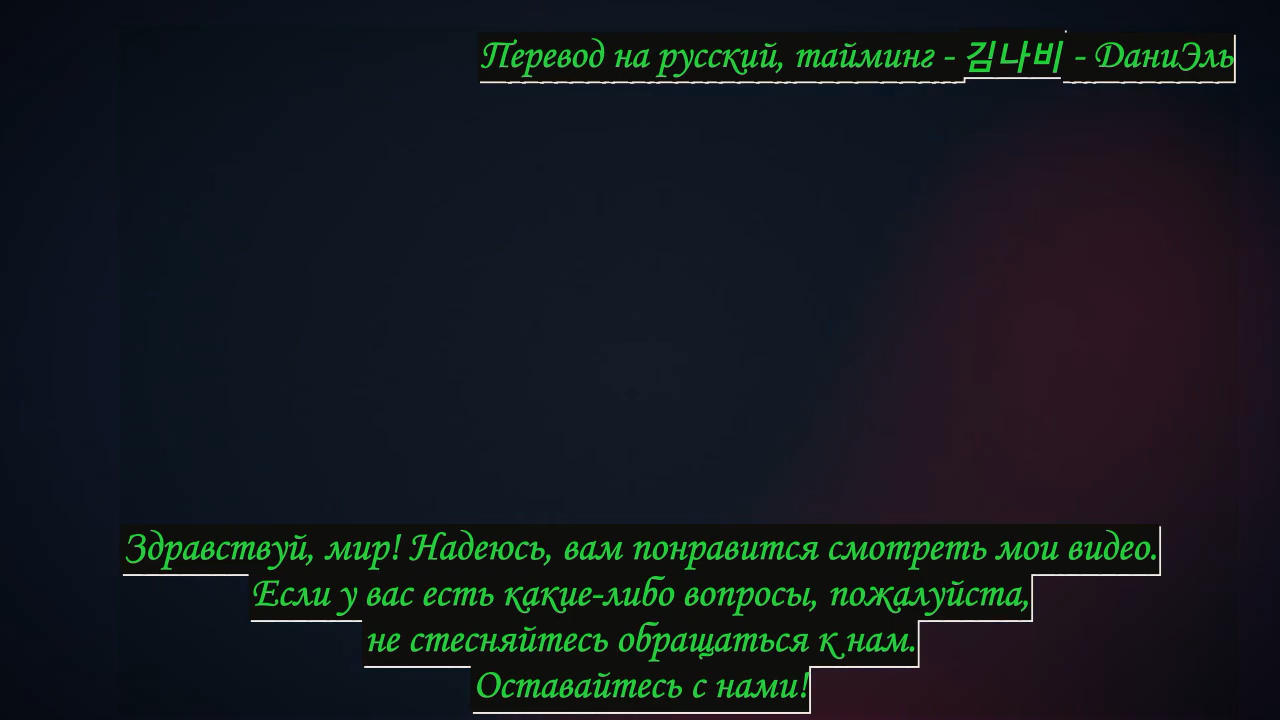 Перевод на русский, тайминг - 김나비 - ДаниЭль
Здравствуй, мир! Надеюсь, вам понравится смотреть мои видео.
Если у вас есть какие-либо вопросы, пожалуйста,
не стесняйтесь обращаться к нам.
Оставайтесь с нами!